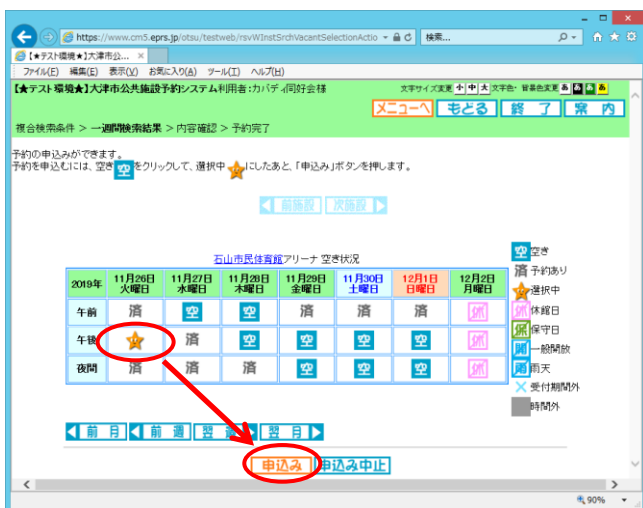 https://www.cm5.eprs.jp/otsu/testweb/rsvWInstSrchVacantSelectionActio
検索...
【★テスト環境★】大津市公... ×
ファイル(F) 編集(E) 表示(V) お気に入り(A) ツール(T) ヘルプ(H)
【★テスト環境★】大津市公共施設予約システム利用者:カバディ同好会様
文字サイズ変更 小 中 大 文字色・背景色変更 あ あ あ あ
メニューへ もどる 終了 案内
複合検索条件 > 一週間検索結果 > 内容確認 > 予約完了
予約の申込みができます。
予約を申込むには、空き 空 をクリックして、選択中 にしたあと、「申込み」ボタンを押します。
前施設 次施設
石山市民体育館アリーナ 空き状況
2019年 11月26日 火曜日 11月27日 水曜日 11月28日 木曜日 11月29日 金曜日 11月30日 土曜日 12月1日 日曜日 12月2日 月曜日
午前 済 空 空 済 済 済 休
午後 済 空 空 空 空 休
夜間 済 済 済 空 空 空 休
空 空き
済 予約あり
選択中
休 休館日
保 保守日
開 一般開放
雨 雨天
受付期間外
時間外
前月 前週 翌週 翌月
申込み 申込み中止
90%